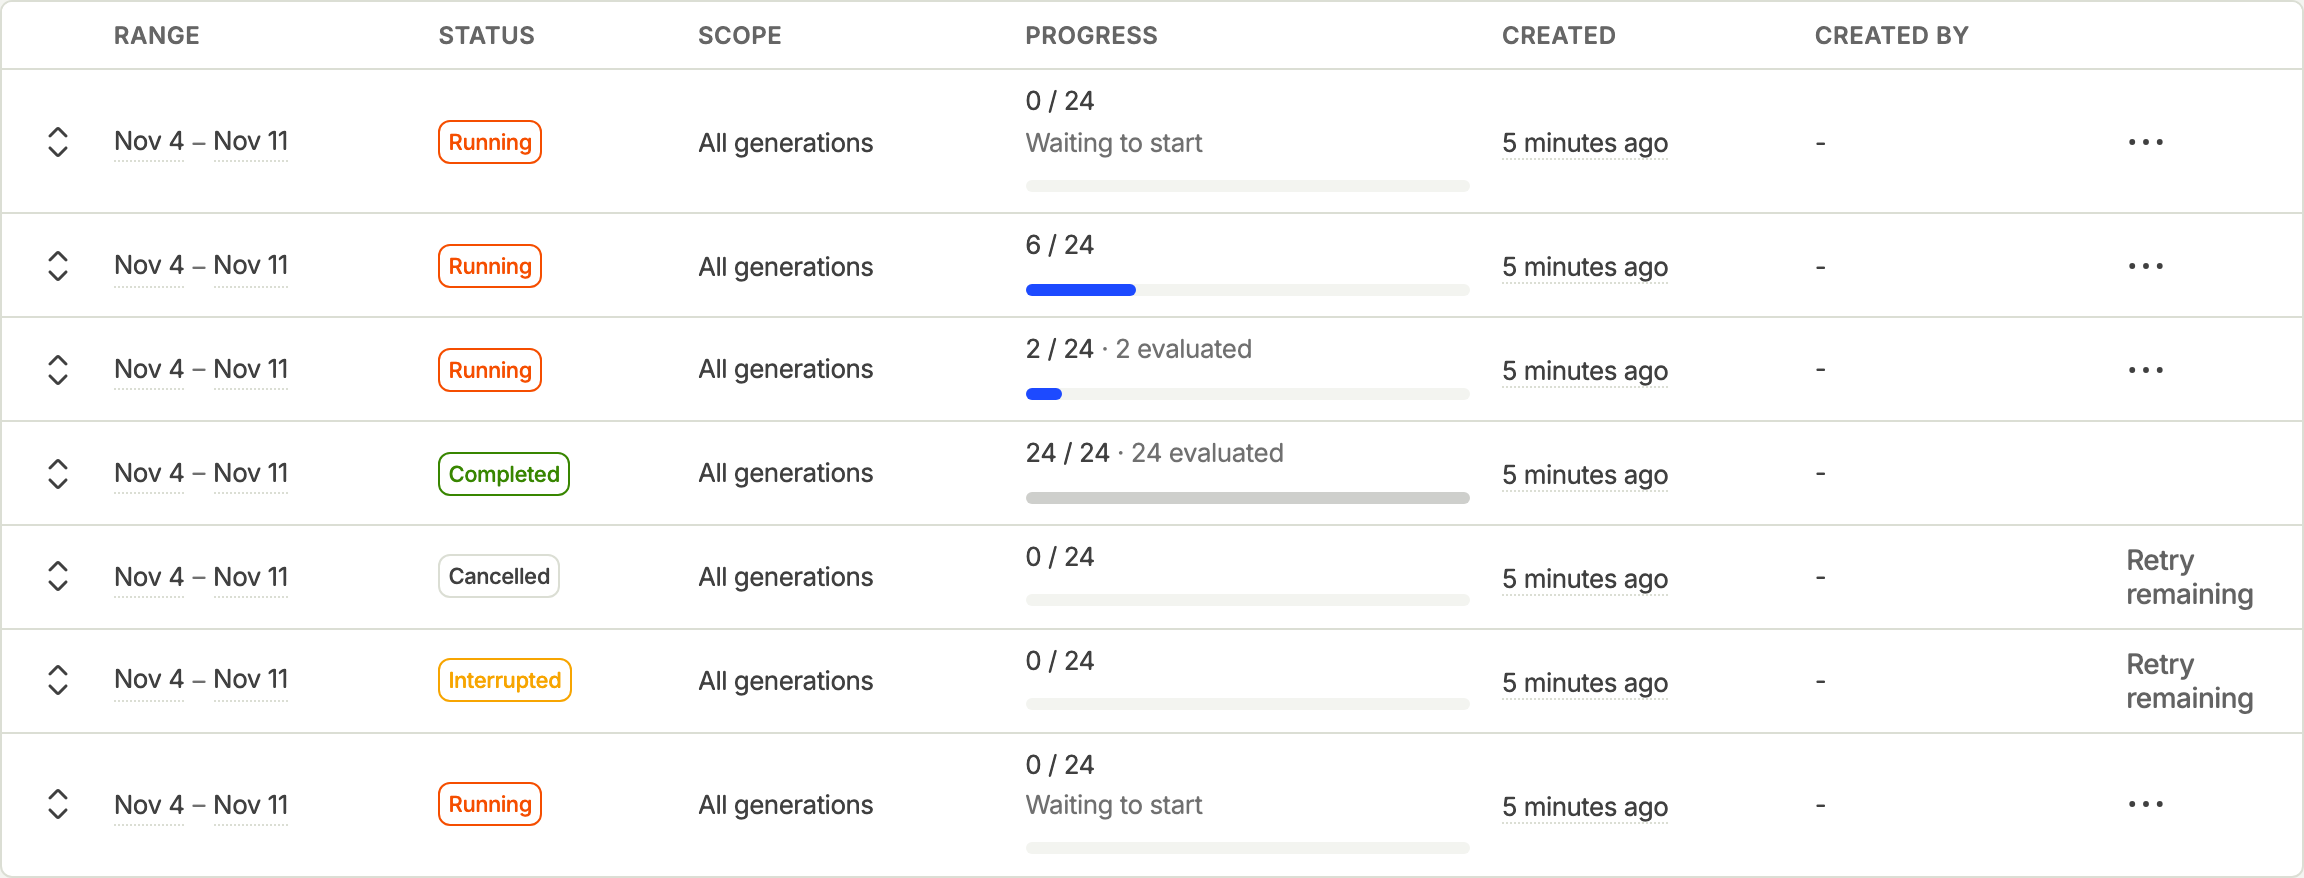 RANGE STATUS SCOPE PROGRESS CREATED CREATED BY
0 / 24
Nov 4 – Nov 11 Running All generations Waiting to start 5 minutes ago - ...
6 / 24
Nov 4 – Nov 11 Running All generations 5 minutes ago - ...
2 / 24 · 2 evaluated
Nov 4 – Nov 11 Running All generations 5 minutes ago - ...
24 / 24 · 24 evaluated
Nov 4 – Nov 11 Completed All generations 5 minutes ago -
0 / 24
Nov 4 – Nov 11 Cancelled All generations 5 minutes ago -
Retry
remaining
0 / 24
Nov 4 – Nov 11 Interrupted All generations 5 minutes ago -
Retry
remaining
0 / 24
Nov 4 – Nov 11 Running All generations Waiting to start 5 minutes ago - ...